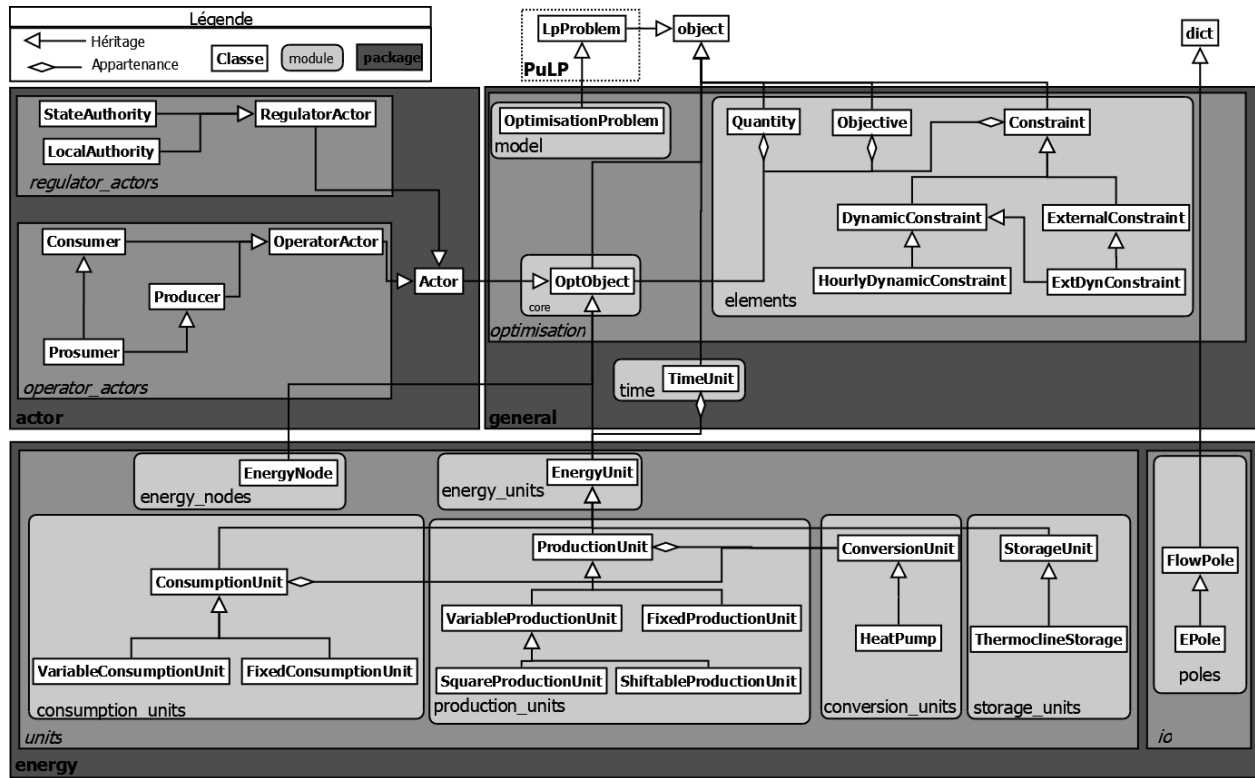 Légende
Héritage
Appartenance
Classe
module
package
LpProblem
object
PuLP
dict
StateAuthority
RegulatorActor
LocalAuthority
regulator_actors
Consumer
OperatorActor
Producer
Prosumer
operator_actors
Actor
actor
OptimisationProblem
model
Quantity
Objective
Constraint
DynamicConstraint
ExternalConstraint
HourlyDynamicConstraint
ExtDynConstraint
elements
OptObject
core
optimisation
TimeUnit
time
general
EnergyNode
energy_nodes
EnergyUnit
energy_units
ConsumptionUnit
VariableConsumptionUnit
FixedConsumptionUnit
consumption_units
ProductionUnit
VariableProductionUnit
FixedProductionUnit
SquareProductionUnit
ShiftableProductionUnit
production_units
ConversionUnit
HeatPump
conversion_units
StorageUnit
ThermoclineStorage
storage_units
units
FlowPole
EPole
poles
io
energy